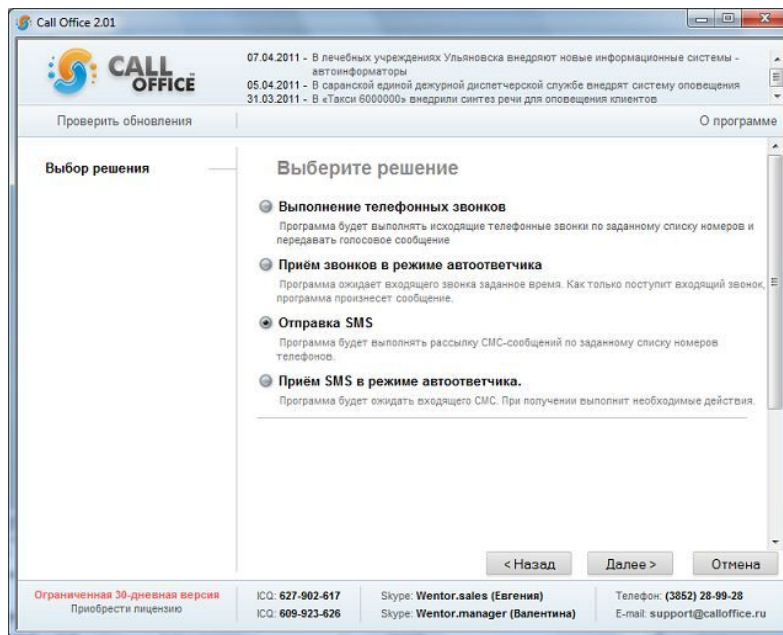 Call Office 2.01
CALL OFFICE
07.04.2011 - В лечебных учреждениях Ульяновска внедряют новые информационные системы -
автоинформаторы
05.04.2011 - В саранской единой дежурной диспетчерской службе внедрят систему оповещения
31.03.2011 - В «Такси 6000000» внедрили синтез речи для оповещения клиентов
Проверить обновления
О программе
Выбор решения
Выберите решение
Выполнение телефонных звонков
Программа будет выполнять исходящие телефонные звонки по заданному списку номеров и
передавать голосовое сообщение
Приём звонков в режиме автоответчика
Программа ожидает входящего звонка заданное время. Как только поступит входящий звонок,
программа произнесет сообщение.
Отправка SMS
Программа будет выполнять рассылку СМС-сообщений по заданному списку номеров
телефонов.
Приём SMS в режиме автоответчика.
Программа будет ожидать входящего СМС. При получении выполнит необходимые действия.
< Назад
Далее >
Отмена
Ограниченная 30-дневная версия
Приобрести лицензию
ICQ: 627-902-617
ICQ: 609-923-626
Skype: Wentor.sales (Евгения)
Skype: Wentor.manager (Валентина)
Телефон: (3852) 28-99-28
E-mail: support@calloffice.ru